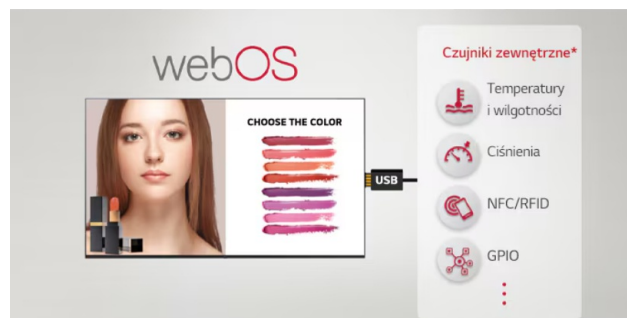 webOS
CHOOSE THE COLOR
USB
Czujniki zewnętrzne*
Temperatury
i wilgotności
Ciśnienia
NFC/RFID
GPIO